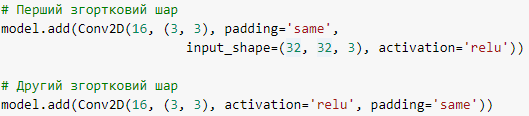 # Перший згортковий шар
model.add(Conv2D(16, (3, 3), padding='same',
input_shape=(32, 32, 3), activation='relu'))
# Другий згортковий шар
model.add(Conv2D(16, (3, 3), activation='relu', padding='same'))